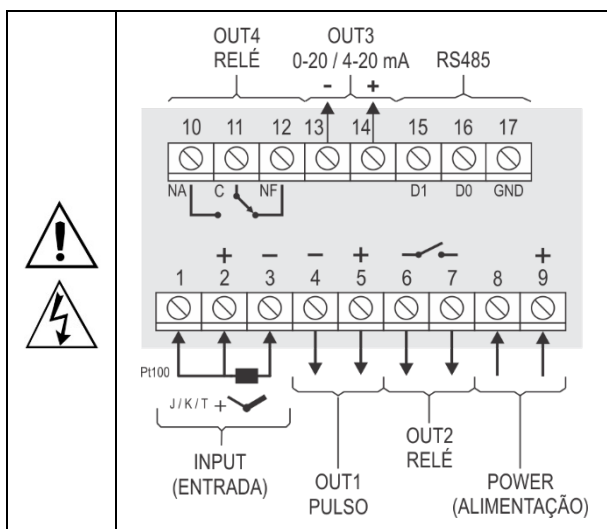 OUT4 OUT3
RELÉ 0-20 / 4-20 mA RS485
- +
10 11 12 13 14 15 16 17
NA C NF D1 D0 GND
+ − − + +
1 2 3 4 5 6 7 8 9
Pt100
J/K/T +
INPUT
(ENTRADA)
OUT1
PULSO
OUT2
RELÉ
POWER
(ALIMENTAÇÃO)